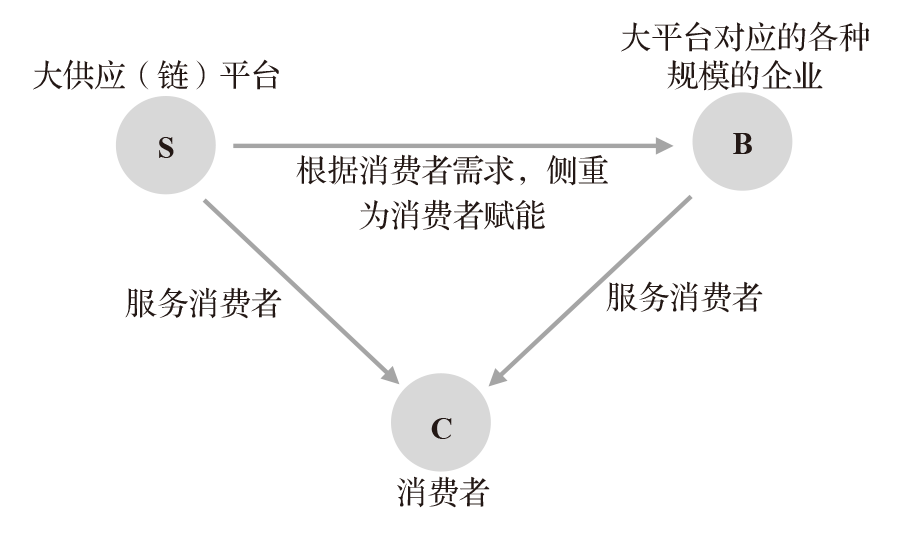 大平台对应的各种
规模的企业
大供应（链）平台
S
B
根据消费者需求，侧重
为消费者赋能
服务消费者
服务消费者
C
消费者